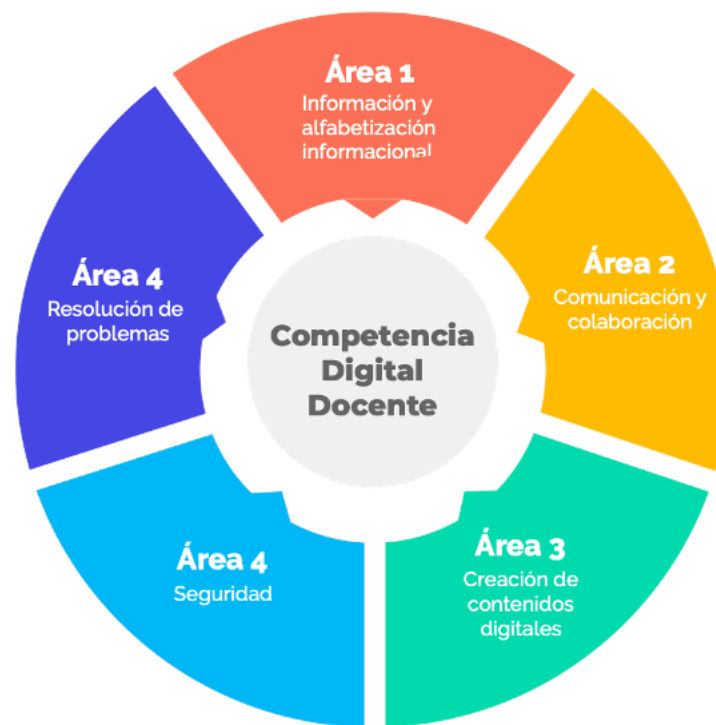 Área 1
Información y
alfabetización
informacional
Área 2
Comunicación y
colaboración
Área 3
Creación de
contenidos
digitales
Área 4
Seguridad
Área 4
Resolución de
problemas
Competencia
Digital
Docente